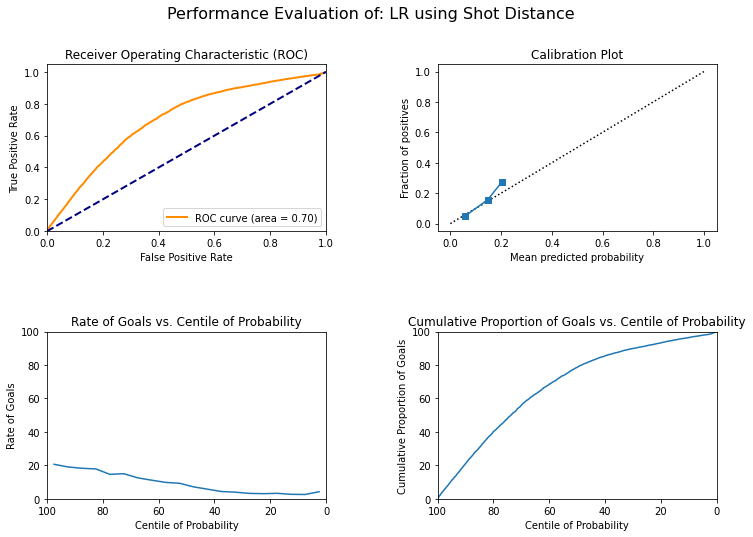 Performance Evaluation of: LR using Shot Distance
Receiver Operating Characteristic (ROC)
True Positive Rate
1.0
0.8
0.6
0.4
0.2
0.0
ROC curve (area = 0.70)
0.0 0.2 0.4 0.6 0.8 1.0
False Positive Rate
Calibration Plot
Fraction of positives
1.0
0.8
0.6
0.4
0.2
0.0
0.0 0.2 0.4 0.6 0.8 1.0
Mean predicted probability
Rate of Goals vs. Centile of Probability
Rate of Goals
100
80
60
40
20
0
100 80 60 40 20 0
Centile of Probability
Cumulative Proportion of Goals vs. Centile of Probability
Cumulative Proportion of Goals
100
80
60
40
20
0
100 80 60 40 20 0
Centile of Probability